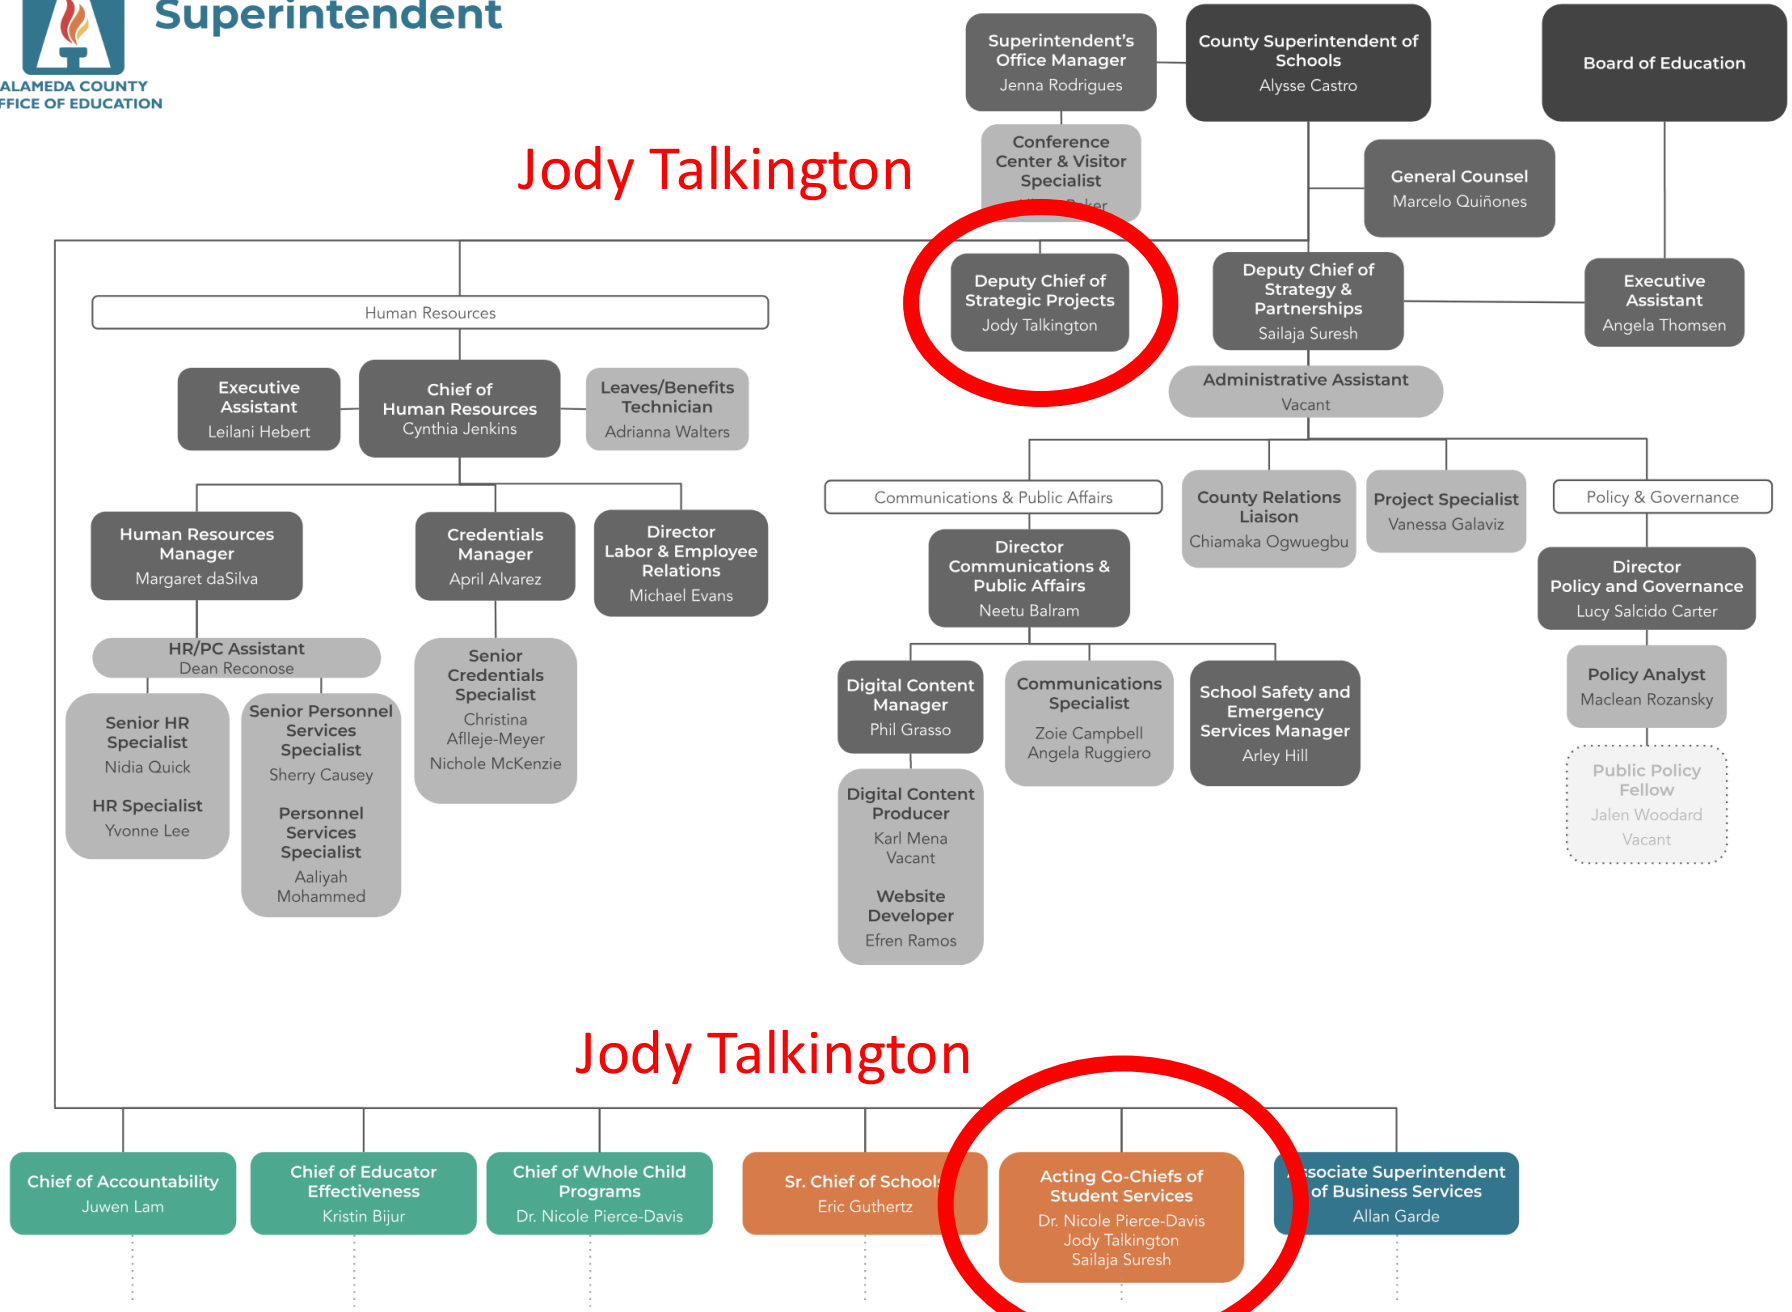 Superintendent
ALAMEDA COUNTY
OFFICE OF EDUCATION
Superintendent's
Office Manager
Jenna Rodrigues
County Superintendent of
Schools
Alysse Castro
Board of Education
Conference
Center & Visitor
Specialist
Jody Talkington
General Counsel
Marcelo Quiñones
Deputy Chief of
Strategic Projects
Jody Talkington
Deputy Chief of
Strategy &
Partnerships
Sailaja Suresh
Executive
Assistant
Angela Thomsen
Human Resources
Executive
Assistant
Leilani Hebert
Chief of
Human Resources
Cynthia Jenkins
Leaves/Benefits
Technician
Adrianna Walters
Administrative Assistant
Vacant
Communications & Public Affairs
County Relations
Liaison
Chiamaka Ogwuegbu
Project Specialist
Vanessa Galaviz
Policy & Governance
Human Resources
Manager
Margaret daSilva
Credentials
Manager
April Alvarez
Director
Labor & Employee
Relations
Michael Evans
Director
Communications &
Public Affairs
Neetu Balram
Director
Policy and Governance
Lucy Salcido Carter
HR/PC Assistant
Dean Reconose
Senior
Credentials
Specialist
Christina
Aflleje-Meyer
Nichole McKenzie
Senior HR
Specialist
Nidia Quick
HR Specialist
Yvonne Lee
Senior Personnel
Services
Specialist
Sherry Causey
Personnel
Services
Specialist
Aaliyah
Mohammed
Digital Content
Manager
Phil Grasso
Communications
Specialist
Zoie Campbell
Angela Ruggiero
School Safety and
Emergency
Services Manager
Arley Hill
Policy Analyst
Maclean Rozansky
Public Policy
Fellow
Jalen Woodard
Vacant
Digital Content
Producer
Karl Mena
Vacant
Website
Developer
Efren Ramos
Jody Talkington
Chief of Accountability
Juwen Lam
Chief of Educator
Effectiveness
Kristin Bijur
Chief of Whole Child
Programs
Dr. Nicole Pierce-Davis
Sr. Chief of Schools
Eric Guthertz
Acting Co-Chiefs of
Student Services
Dr. Nicole Pierce-Davis
Jody Talkington
Sailaja Suresh
Associate Superintendent
of Business Services
Allan Garde